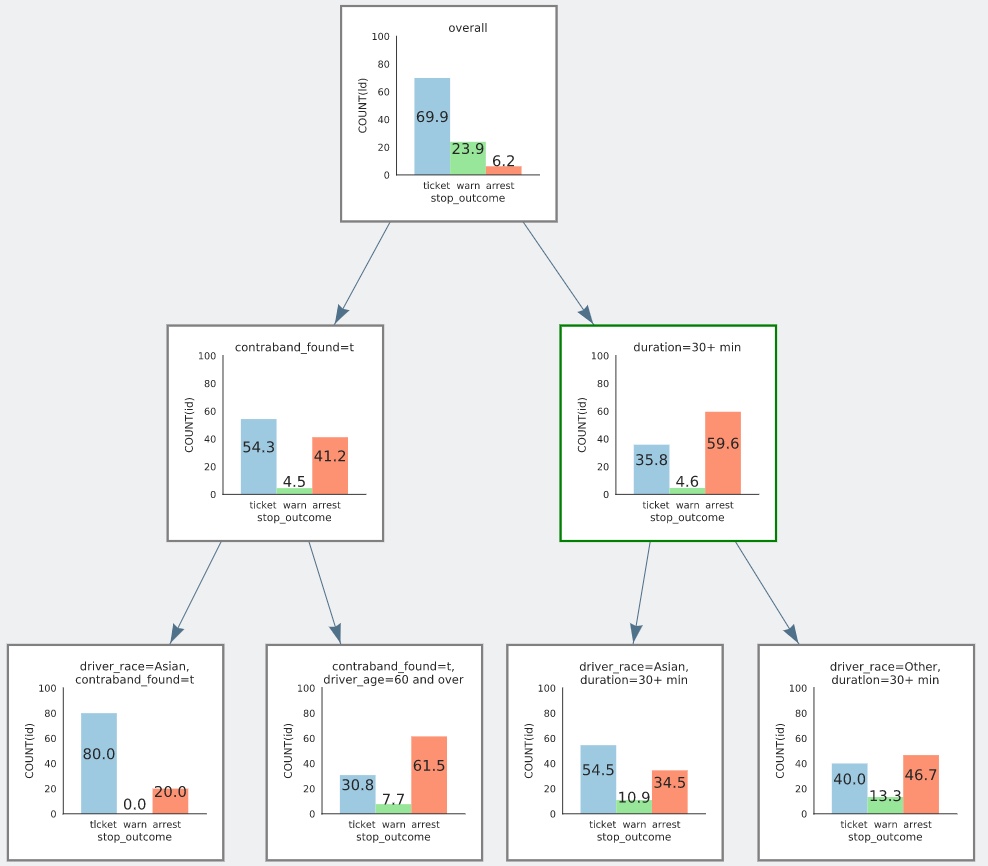 overall
100
80
60
40
20
0
COUNT(Id)
69.9
23.9
6.2
ticket warn arrest
stop_outcome
contraband_found=t
100
80
60
40
20
0
COUNT(id)
54.3
4.5
41.2
ticket warn arrest
stop_outcome
duration=30+ min
100
80
60
40
20
0
COUNT(id)
35.8
4.6
59.6
ticket warn arrest
stop_outcome
driver_race=Asian,
contraband_found=t
100
80
60
40
20
0
COUNT(id)
80.0
0.0
20.0
ticket warn arrest
stop_outcome
contraband_found=t,
driver_age=60 and over
100
80
60
40
20
0
COUNT(id)
30.8
7.7
61.5
ticket warn arrest
stop_outcome
driver_race=Asian,
duration=30+ min
100
80
60
40
20
0
COUNT(id)
54.5
10.9
34.5
ticket warn arrest
stop_outcome
driver_race=Other,
duration=30+ min
100
80
60
40
20
0
COUNT(id)
40.0
13.3
46.7
ticket warn arrest
stop_outcome